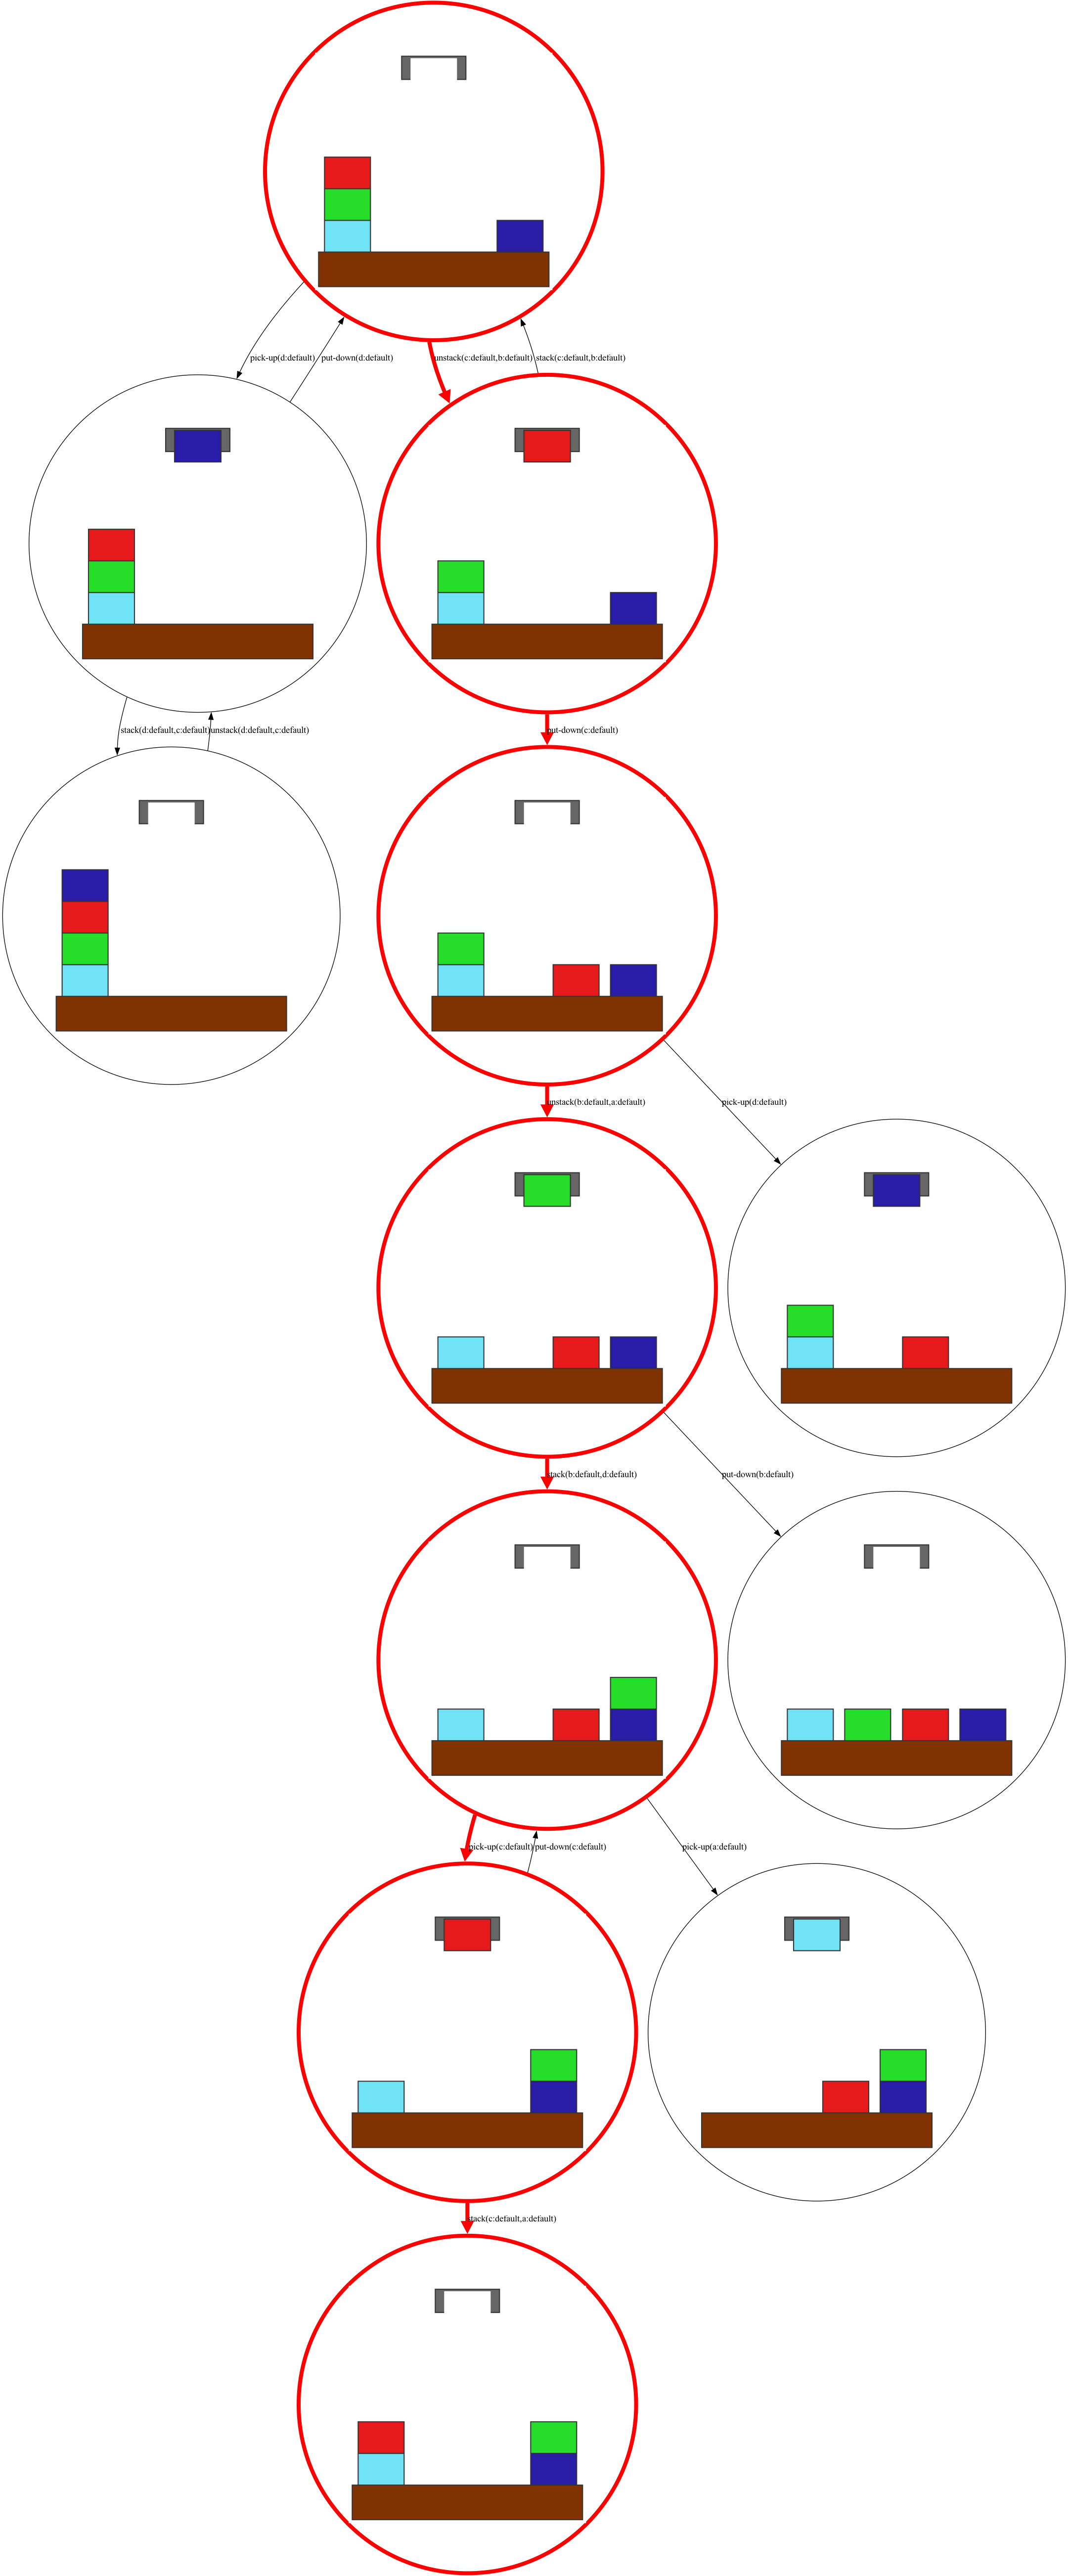 pick-up(d:default)
put-down(d:default)
unstack(c:default,b:default)
stack(c:default,b:default)
stack(d:default,c:default)
unstack(d:default,c:default)
put-down(c:default)
unstack(b:default,a:default)
pick-up(d:default)
stack(b:default,d:default)
put-down(b:default)
pick-up(c:default)
put-down(c:default)
pick-up(a:default)
stack(c:default,a:default)